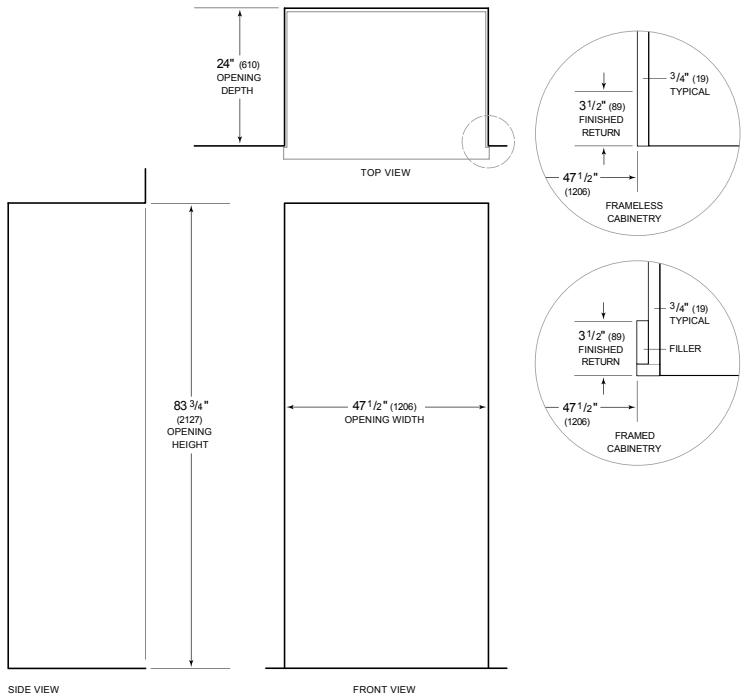 24" (610)
OPENING
DEPTH
TOP VIEW
3/4" (19)
TYPICAL
3 1/2" (89)
FINISHED
RETURN
47 1/2"
(1206)
FRAMELESS
CABINETRY
3/4" (19)
TYPICAL
3 1/2" (89)
FINISHED
RETURN
FILLER
47 1/2"
(1206)
FRAMED
CABINETRY
83 3/4"
(2127)
OPENING
HEIGHT
47 1/2" (1206)
OPENING WIDTH
SIDE VIEW
FRONT VIEW